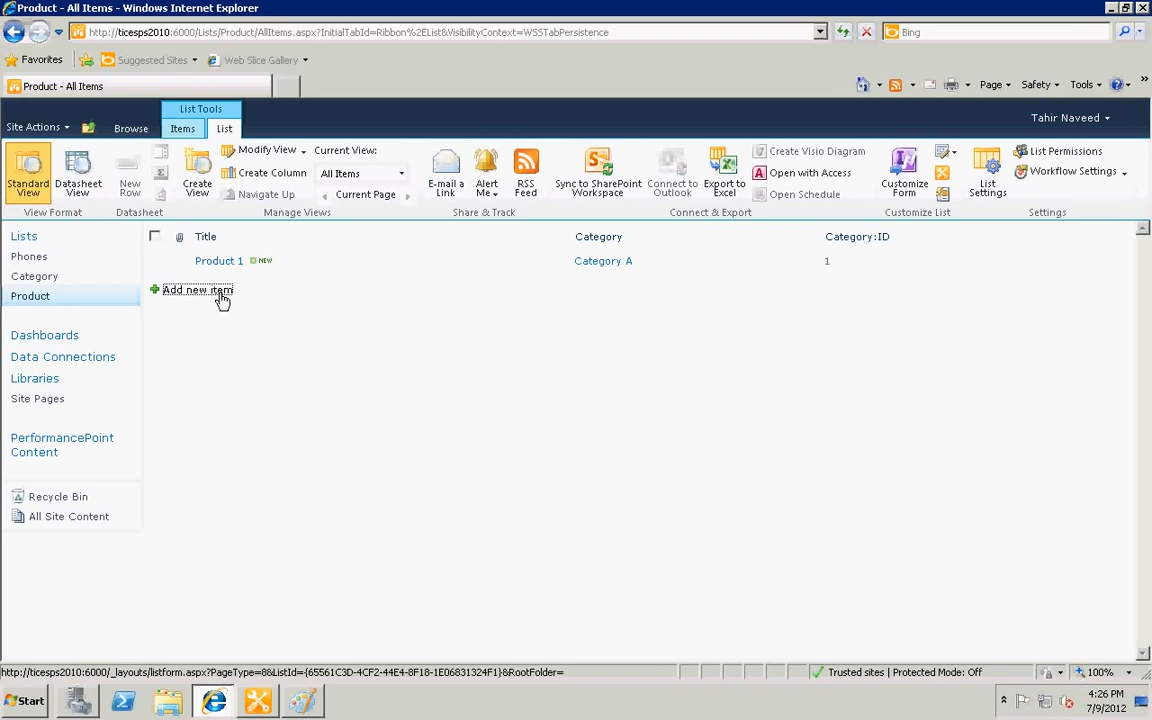 Product - All Items - Windows Internet Explorer
http://ticesps2010:6000/Lists/Product/AllItems.aspx?InitialTabId=Ribbon%2EList&VisibilityContext=WSSTabPersistence
Bing
Favorites Suggested Sites Web Slice Gallery
Product - All Items
Page Safety Tools
List Tools
Site Actions Browse Items List
Tahir Naveed
Standard View
Datasheet View
New Row
Create View
Modify View
Create Column
Navigate Up
Current View:
All Items
Current Page
E-mail a Link
Alert Me
RSS Feed
Sync to SharePoint Workspace
Connect to Outlook
Export to Excel
Create Visio Diagram
Open with Access
Open Schedule
Customize Form
List Settings
List Permissions
Workflow Settings
View Format Datasheet Manage Views Share & Track Connect & Export Customize List Settings
Lists
Phones
Category
Product
Dashboards
Data Connections
Libraries
Site Pages
PerformancePoint
Content
Recycle Bin
All Site Content
Title Category Category:ID
Product 1 NEW Category A 1
Add new item
http://ticesps2010:6000/_layouts/listform.aspx?PageType=8&ListId={65561C3D-4CF2-44E4-8F18-1E06831324F1}&RootFolder=
Trusted sites | Protected Mode: Off
100%
Start
4:26 PM
7/9/2012